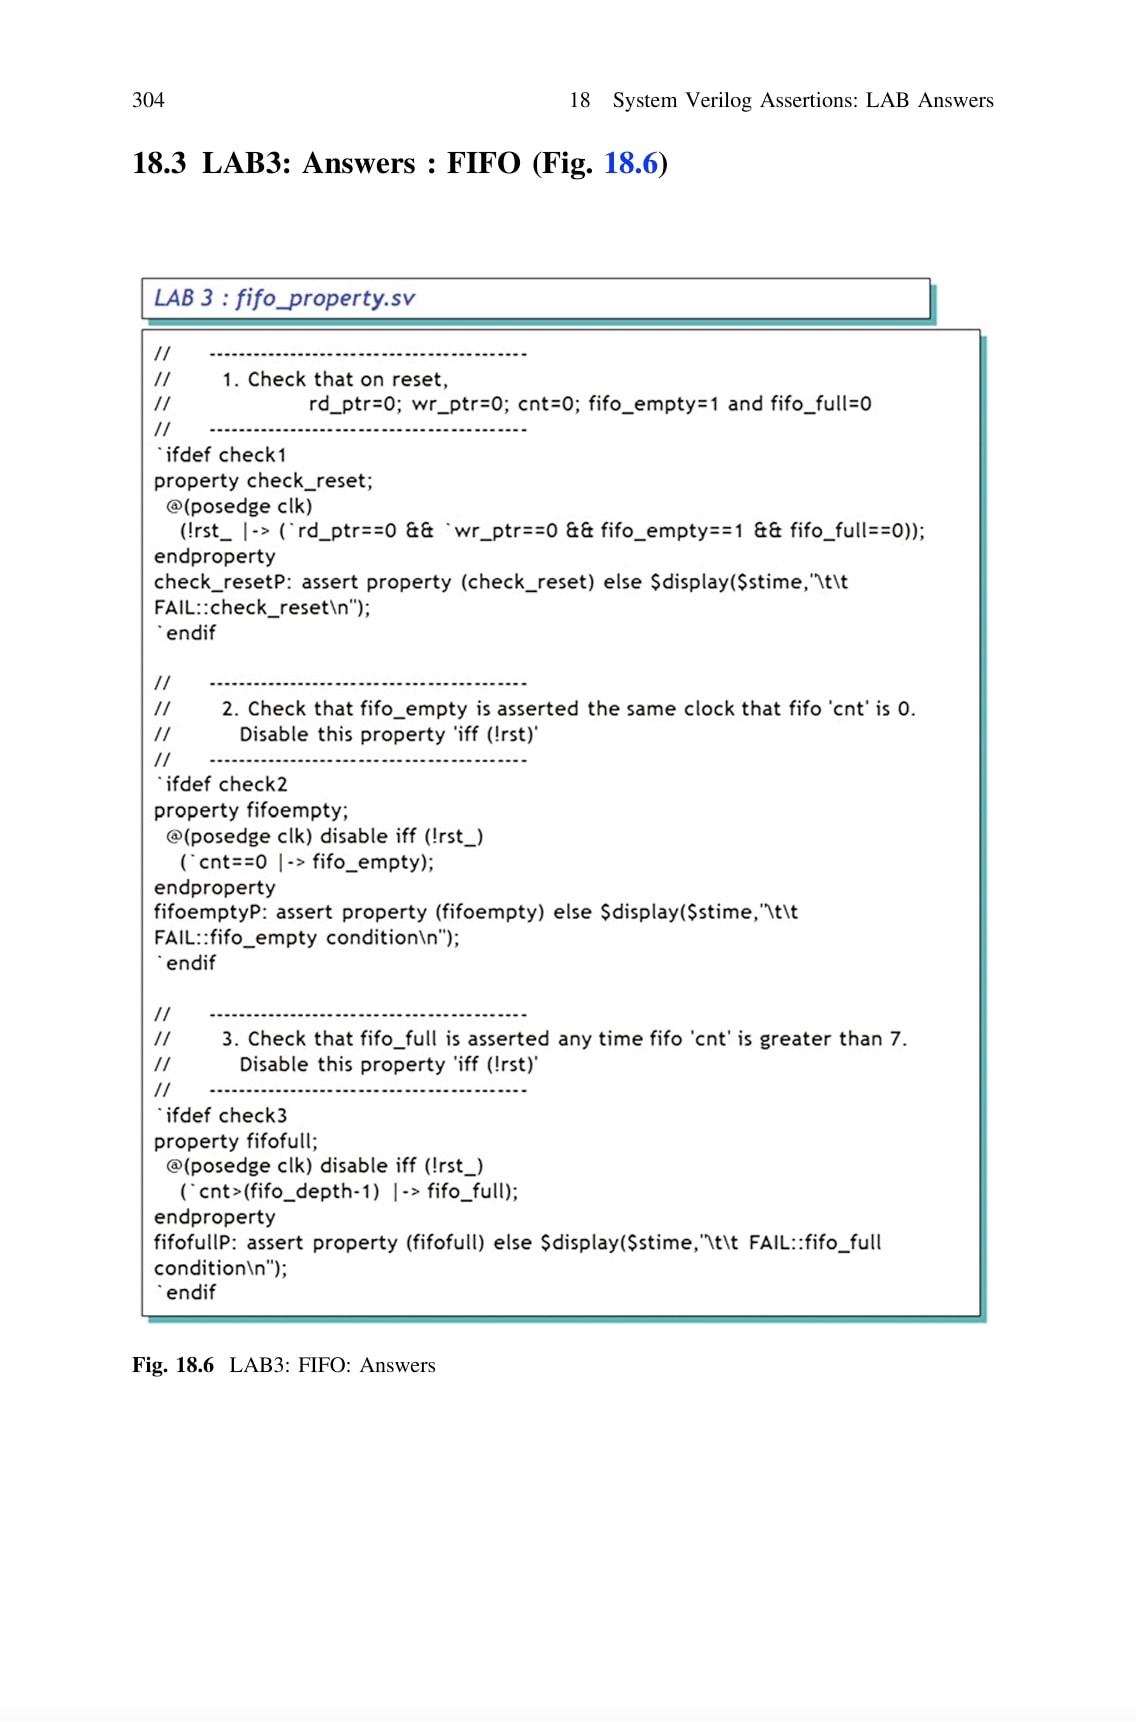 304
18 System Verilog Assertions: LAB Answers
18.3 LAB3: Answers : FIFO (Fig. 18.6)
LAB 3 : fifo_property.sv
// ------------------------------------------
// 1. Check that on reset,
// rd_ptr=0; wr_ptr=0; cnt=0; fifo_empty=1 and fifo_full=0
// ------------------------------------------
`ifdef check1
property check_reset;
@(posedge clk)
(!rst_ |-> (`rd_ptr==0 && `wr_ptr==0 && fifo_empty==1 && fifo_full==0));
endproperty
check_resetP: assert property (check_reset) else $display($stime,"\t\t
FAIL::check_reset\n");
`endif
// ------------------------------------------
// 2. Check that fifo_empty is asserted the same clock that fifo 'cnt' is 0.
// Disable this property 'iff (!rst)'
// ------------------------------------------
`ifdef check2
property fifoempty;
@(posedge clk) disable iff (!rst_)
(`cnt==0 |-> fifo_empty);
endproperty
fifoemptyP: assert property (fifoempty) else $display($stime,"\t\t
FAIL::fifo_empty condition\n");
`endif
// ------------------------------------------
// 3. Check that fifo_full is asserted any time fifo 'cnt' is greater than 7.
// Disable this property 'iff (!rst)'
// ------------------------------------------
`ifdef check3
property fifofull;
@(posedge clk) disable iff (!rst_)
(`cnt>(fifo_depth-1) |-> fifo_full);
endproperty
fifofullP: assert property (fifofull) else $display($stime,"\t\t FAIL::fifo_full
condition\n");
`endif
Fig. 18.6 LAB3: FIFO: Answers